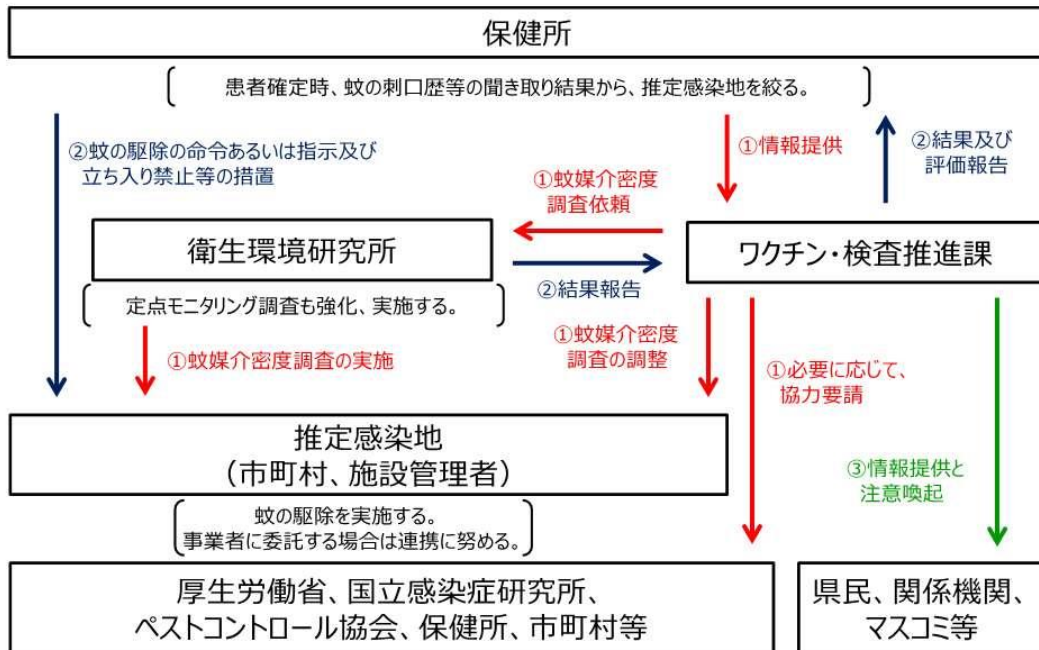 保健所
患者確定時、蚊の刺口歴等の聞き取り結果から、推定感染地を絞る。
②蚊の駆除の命令あるいは指示及び
立ち入り禁止等の措置
①情報提供
②結果及び
評価報告
①蚊媒介密度
調査依頼
衛生環境研究所
ワクチン・検査推進課
②結果報告
定点モニタリング調査も強化、実施する。
①蚊媒介密度調査の実施
①蚊媒介密度
調査の調整
①必要に応じて、
協力要請
推定感染地
（市町村、施設管理者）
③情報提供と
注意喚起
蚊の駆除を実施する。
事業者に委託する場合は連携に努める。
厚生労働省、国立感染症研究所、
ペストコントロール協会、保健所、市町村等
県民、関係機関、
マスコミ等